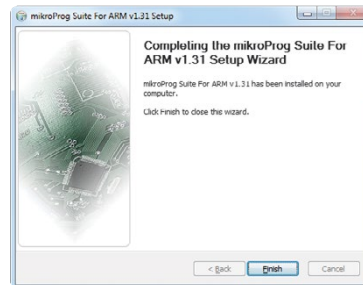 mikroProg Suite For ARM v1.31 Setup
Completing the mikroProg Suite For
ARM v1.31 Setup Wizard
mikroProg Suite For ARM v1.31 has been installed on your
computer.
Click Finish to close this wizard.
< Back
Finish
Cancel